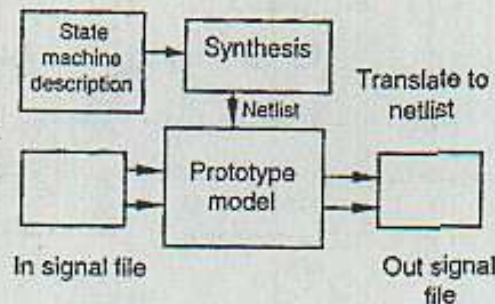 State
machine
description
Synthesis
Translate to
netlist
Netlist
Prototype
model
In signal file
Out signal
file